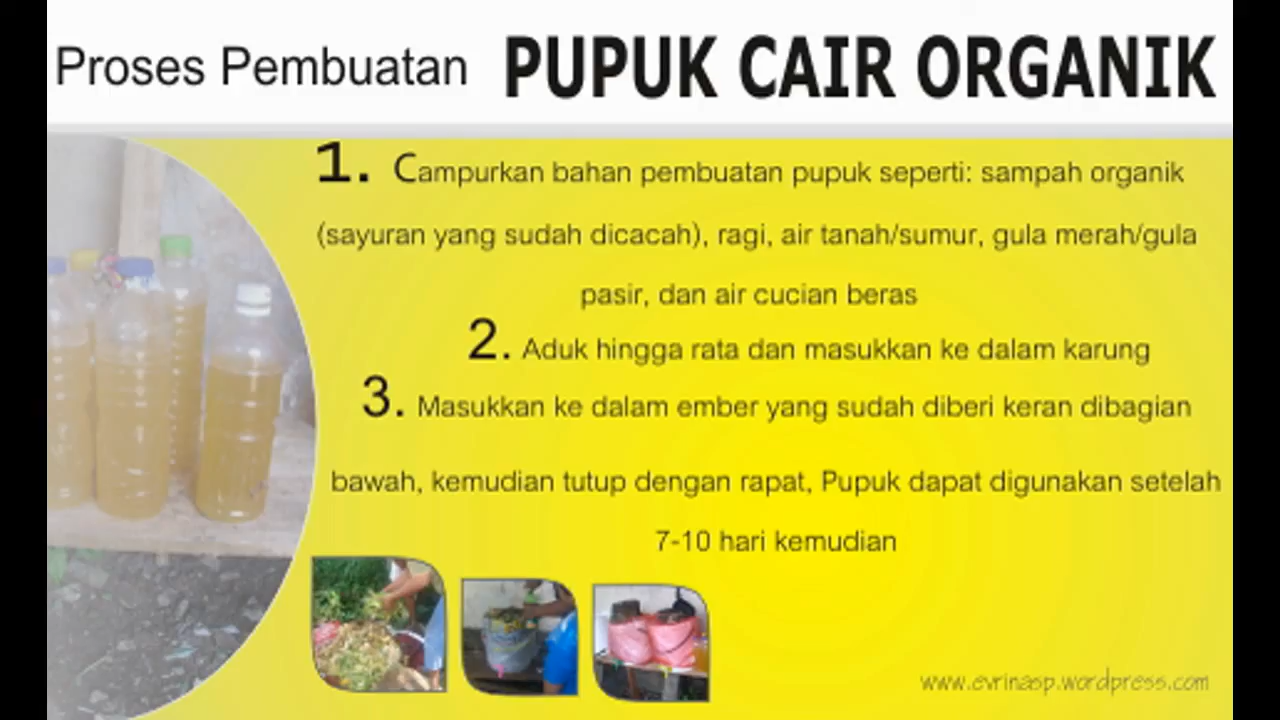 Proses Pembuatan PUPUK CAIR ORGANIK
1. Campurkan bahan pembuatan pupuk seperti: sampah organik
(sayuran yang sudah dicacah), ragi, air tanah/sumur, gula merah/gula
pasir, dan air cucian beras
2. Aduk hingga rata dan masukkan ke dalam karung
3. Masukkan ke dalam ember yang sudah diberi keran dibagian
bawah, kemudian tutup dengan rapat, Pupuk dapat digunakan setelah
7-10 hari kemudian
www.evrinasp.wordpress.com